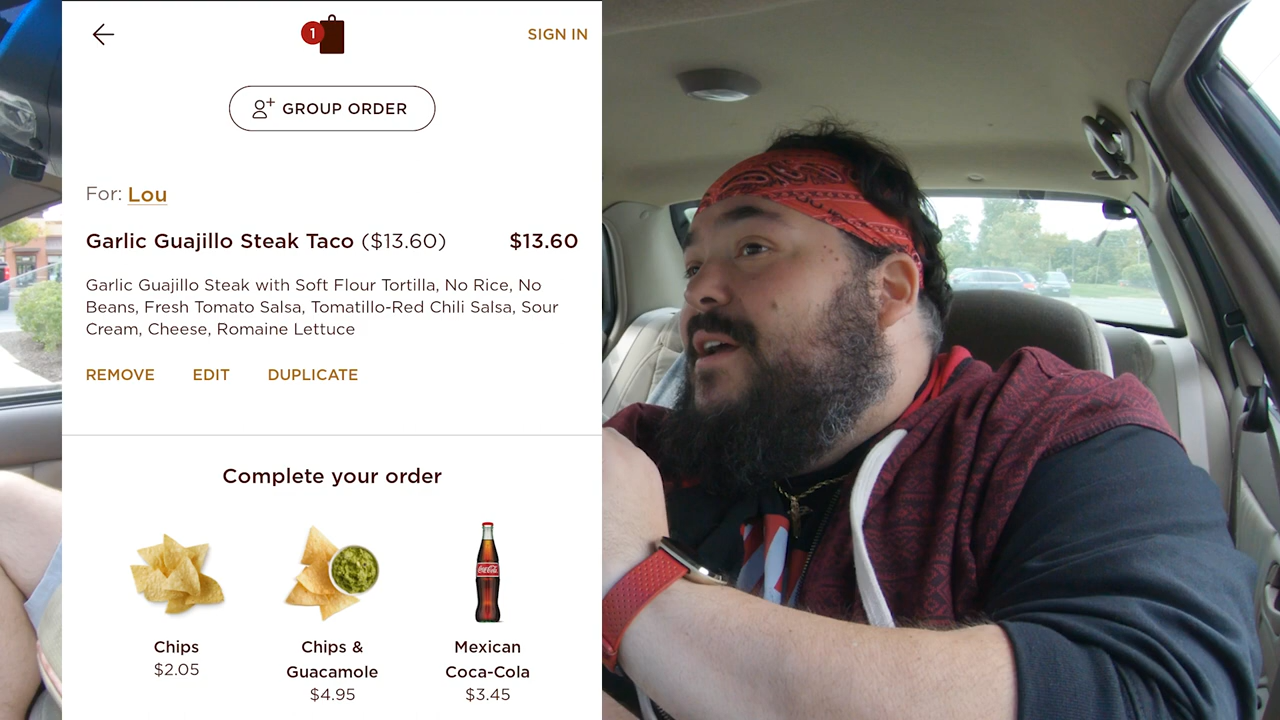 1
SIGN IN
GROUP ORDER
For: Lou
Garlic Guajillo Steak Taco ($13.60) $13.60
Garlic Guajillo Steak with Soft Flour Tortilla, No Rice, No
Beans, Fresh Tomato Salsa, Tomatillo-Red Chili Salsa, Sour
Cream, Cheese, Romaine Lettuce
REMOVE EDIT DUPLICATE
Complete your order
Coca-Cola
Chips
$2.05
Chips &
Guacamole
$4.95
Mexican
Coca-Cola
$3.45